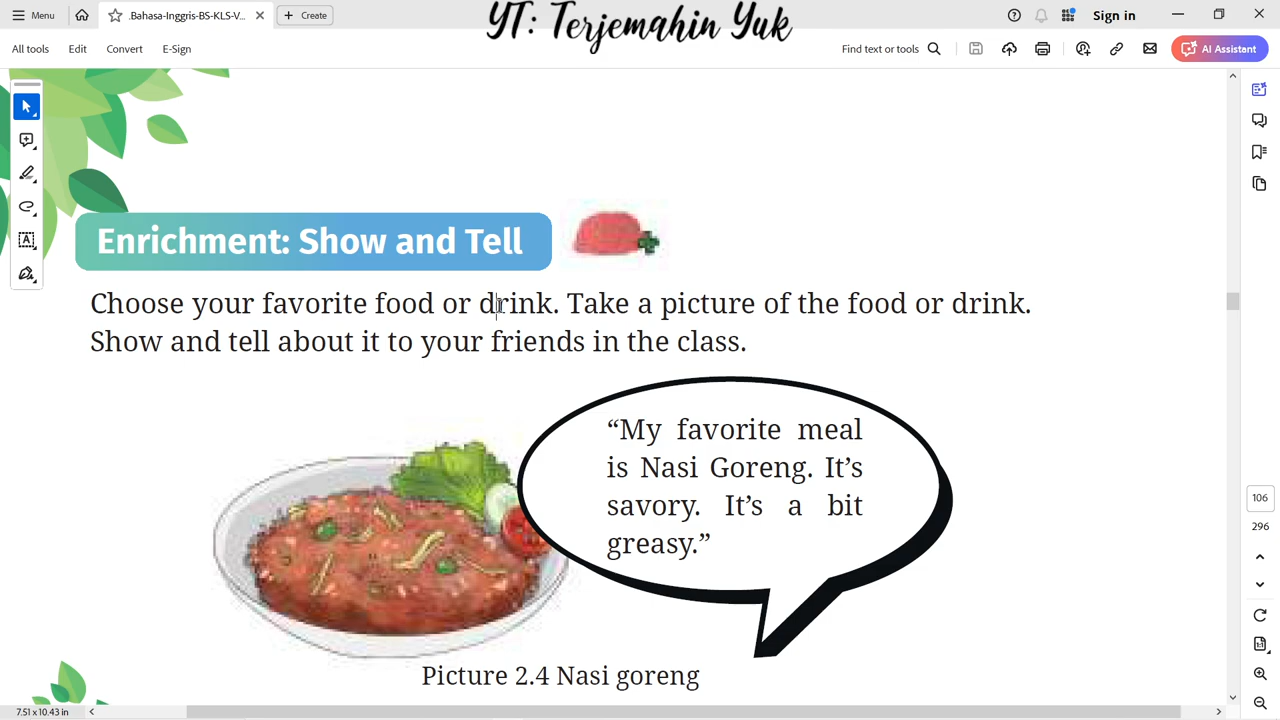 Menu
.Bahasa-Inggris-BS-KLS-V...
Create
YT: Terjemahin Yuk
Sign in
All tools
Edit
Convert
E-Sign
Find text or tools
AI Assistant
Enrichment: Show and Tell
Choose your favorite food or drink. Take a picture of the food or drink.
Show and tell about it to your friends in the class.
“My favorite meal
is Nasi Goreng. It’s
savory. It’s a bit
greasy.”
Picture 2.4 Nasi goreng
106
296
7.51 x 10.43 in